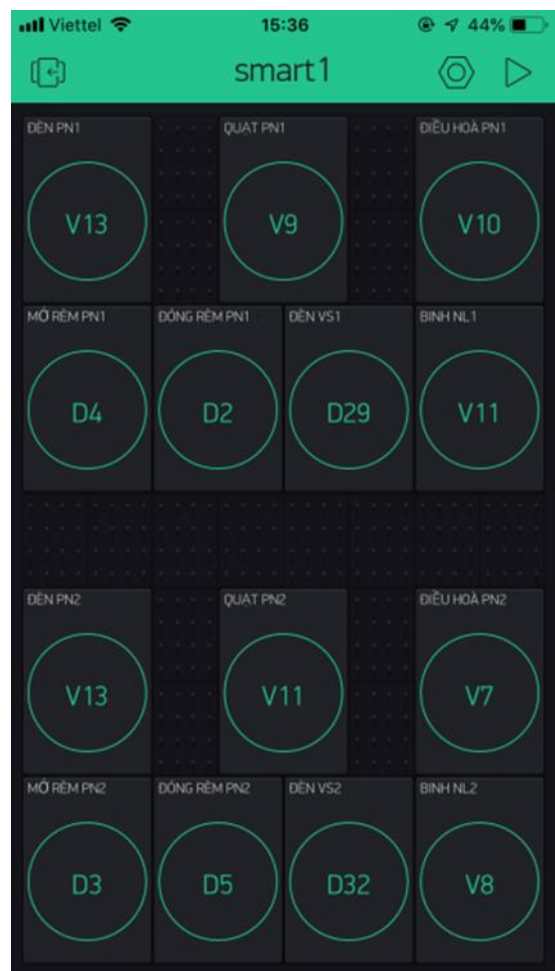 Viettel 15:36 44%
smart1
ĐÈN PN1 QUẠT PN1 ĐIỀU HOÀ PN1
V13 V9 V10
MỞ RÈM PN1 ĐÓNG RÈM PN1 ĐÈN VS1 BINH NL1
D4 D2 D29 V11
ĐÈN PN2 QUẠT PN2 ĐIỀU HOÀ PN2
V13 V11 V7
MỞ RÈM PN2 ĐÓNG RÈM PN2 ĐÈN VS2 BINH NL2
D3 D5 D32 V8